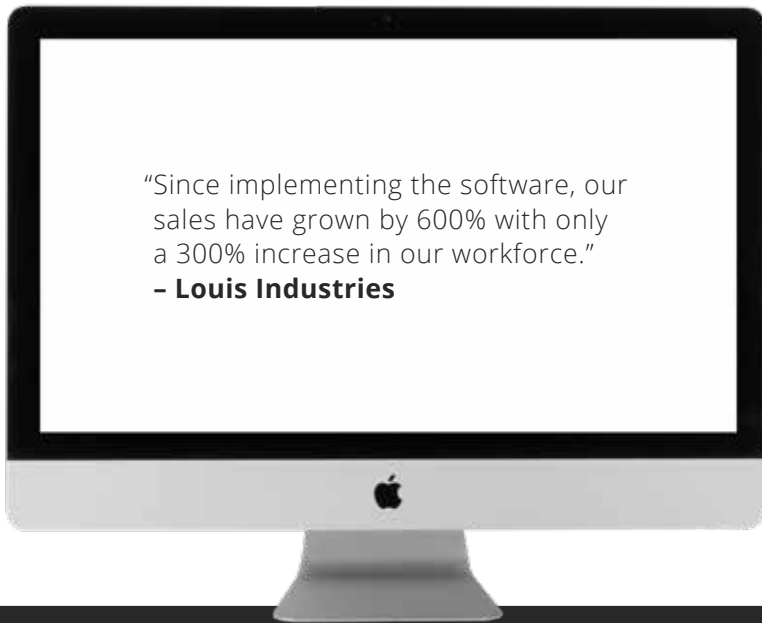 “Since implementing the software, our
sales have grown by 600% with only
a 300% increase in our workforce.”
– Louis Industries